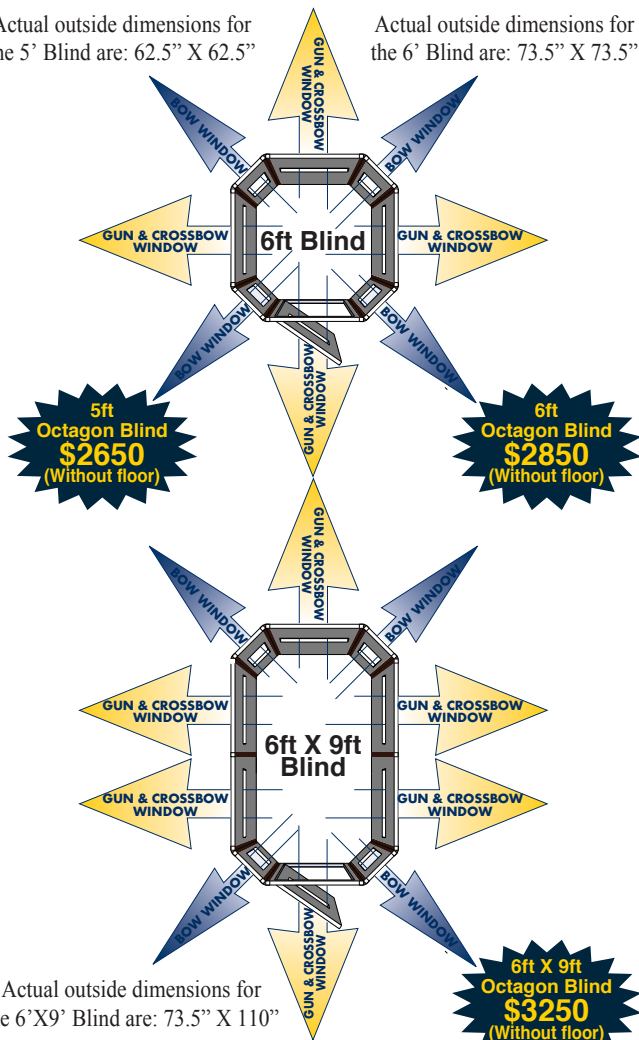 Actual outside dimensions for
the 5’ Blind are: 62.5” X 62.5”
Actual outside dimensions for
the 6’ Blind are: 73.5” X 73.5”
GUN & CROSSBOW
WINDOW
BOW WINDOW
BOW WINDOW
GUN & CROSSBOW
WINDOW
6ft Blind
GUN & CROSSBOW
WINDOW
BOW WINDOW
BOW WINDOW
GUN & CROSSBOW
WINDOW
5ft
Octagon Blind
$2650
(Without floor)
6ft
Octagon Blind
$2850
(Without floor)
GUN & CROSSBOW
WINDOW
BOW WINDOW
BOW WINDOW
GUN & CROSSBOW
WINDOW
GUN & CROSSBOW
WINDOW
6ft X 9ft
Blind
GUN & CROSSBOW
WINDOW
GUN & CROSSBOW
WINDOW
BOW WINDOW
BOW WINDOW
GUN & CROSSBOW
WINDOW
Actual outside dimensions for
the 6’X9’ Blind are: 73.5” X 110”
6ft X 9ft
Octagon Blind
$3250
(Without floor)